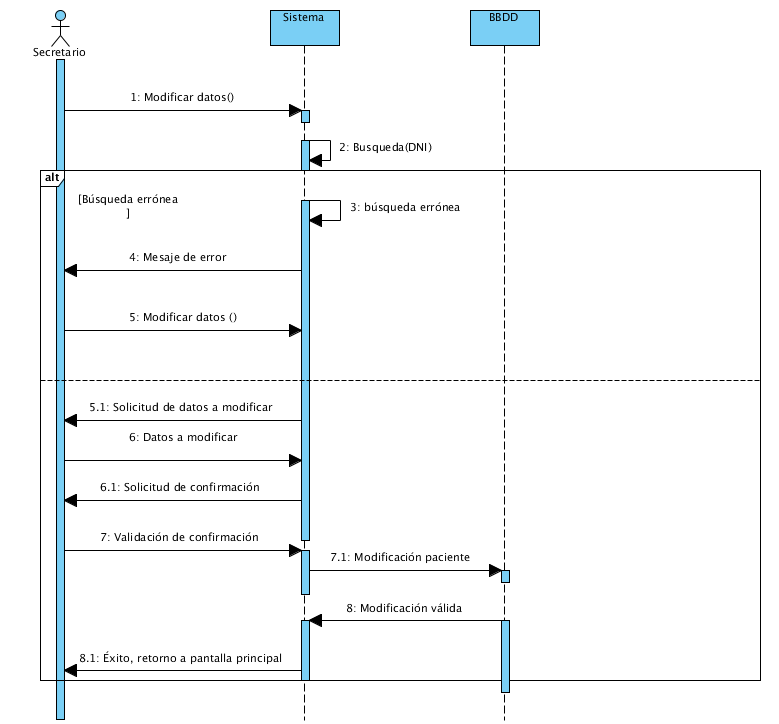 Sistema
BBDD
Secretario
1: Modificar datos()
2: Busqueda(DNI)
alt
[Búsqueda errónea
]
3: búsqueda errónea
4: Mesaje de error
5: Modificar datos ()
5.1: Solicitud de datos a modificar
6: Datos a modificar
6.1: Solicitud de confirmación
7: Validación de confirmación
7.1: Modificación paciente
8: Modificación válida
8.1: Éxito, retorno a pantalla principal